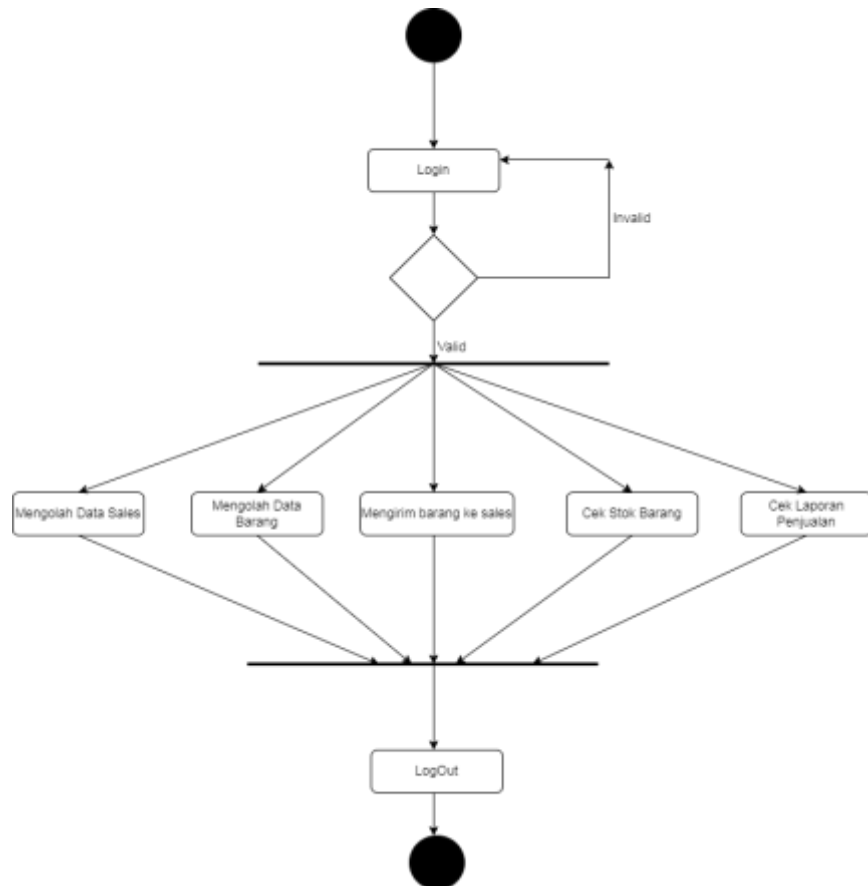 Login
Invalid
Valid
Mengolah Data Sales
Mengolah Data
Barang
Mengirim barang ke sales
Cek Stok Barang
Cek Laporan
Penjualan
LogOut